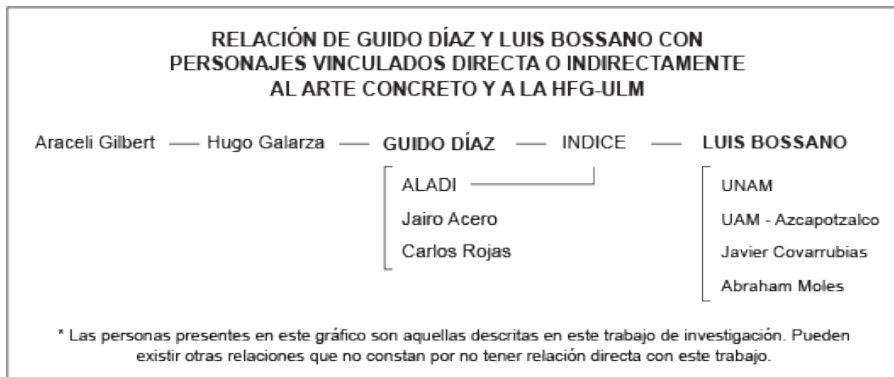 RELACIÓN DE GUIDO DÍAZ Y LUIS BOSSANO CON
PERSONAJES VINCULADOS DIRECTA O INDIRECTAMENTE
AL ARTE CONCRETO Y A LA HFG-ULM
Araceli Gilbert — Hugo Galarza — GUIDO DÍAZ — INDICE — LUIS BOSSANO
ALADI
Jairo Acero
Carlos Rojas
UNAM
UAM - Azcapotzalco
Javier Covarrubias
Abraham Moles
* Las personas presentes en este gráfico son aquellas descritas en este trabajo de investigación. Pueden
existir otras relaciones que no constan por no tener relación directa con este trabajo.